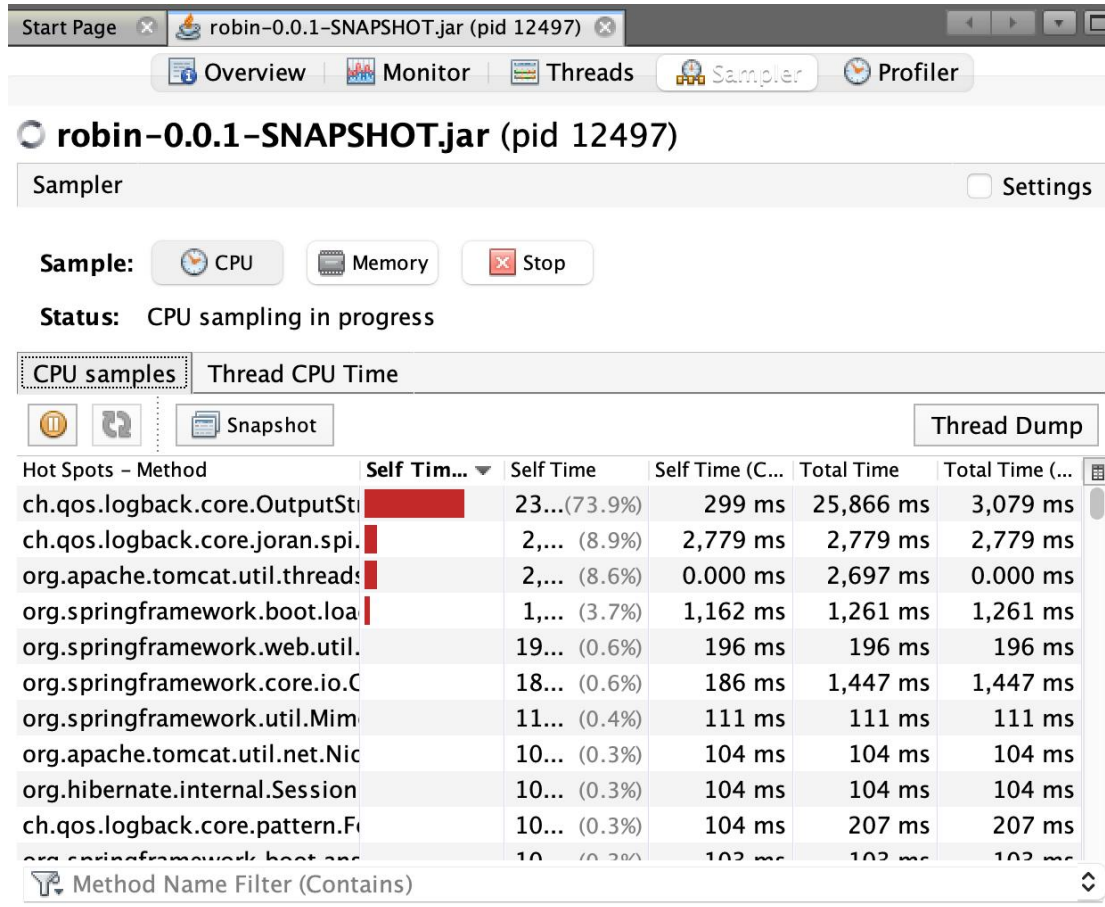 Start Page robin-0.0.1-SNAPSHOT.jar (pid 12497)
Overview Monitor Threads Sampler Profiler
robin-0.0.1-SNAPSHOT.jar (pid 12497)
Sampler Settings
Sample: CPU Memory Stop
Status: CPU sampling in progress
CPU samples Thread CPU Time
Snapshot Thread Dump
Hot Spots – Method Self Tim... Self Time Self Time (C... Total Time Total Time (...
ch.qos.logback.core.OutputStr 23...(73.9%) 299 ms 25,866 ms 3,079 ms
ch.qos.logback.core.joran.spi. 2,... (8.9%) 2,779 ms 2,779 ms 2,779 ms
org.apache.tomcat.util.threads 2,... (8.6%) 0.000 ms 2,697 ms 0.000 ms
org.springframework.boot.loa 1,... (3.7%) 1,162 ms 1,261 ms 1,261 ms
org.springframework.web.util. 19... (0.6%) 196 ms 196 ms 196 ms
org.springframework.core.io.C 18... (0.6%) 186 ms 1,447 ms 1,447 ms
org.springframework.util.Mim 11... (0.4%) 111 ms 111 ms 111 ms
org.apache.tomcat.util.net.Nio 10... (0.3%) 104 ms 104 ms 104 ms
org.hibernate.internal.Session 10... (0.3%) 104 ms 104 ms 104 ms
ch.qos.logback.core.pattern.Fo 10... (0.3%) 104 ms 207 ms 207 ms
Method Name Filter (Contains)